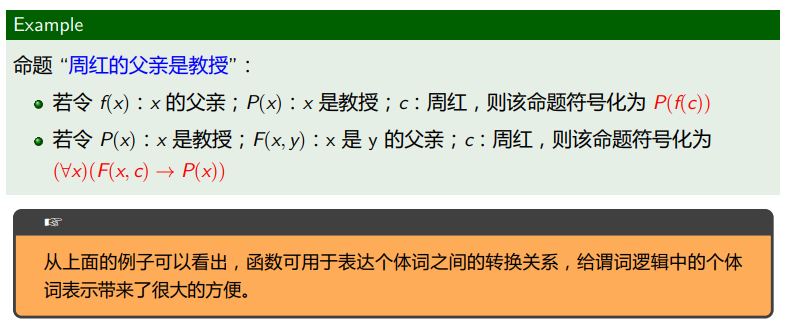 Example
命题 “周红的父亲是教授”：
若令 f(x)：x 的父亲；P(x)：x 是教授；c：周红，则该命题符号化为 P(f(c))
若令 P(x)：x 是教授；F(x, y)：x 是 y 的父亲；c：周红，则该命题符号化为
(∀x)(F(x, c) → P(x))
☞
从上面的例子可以看出，函数可用于表达个体词之间的转换关系，给谓词逻辑中的个体
词表示带来了很大的方便。